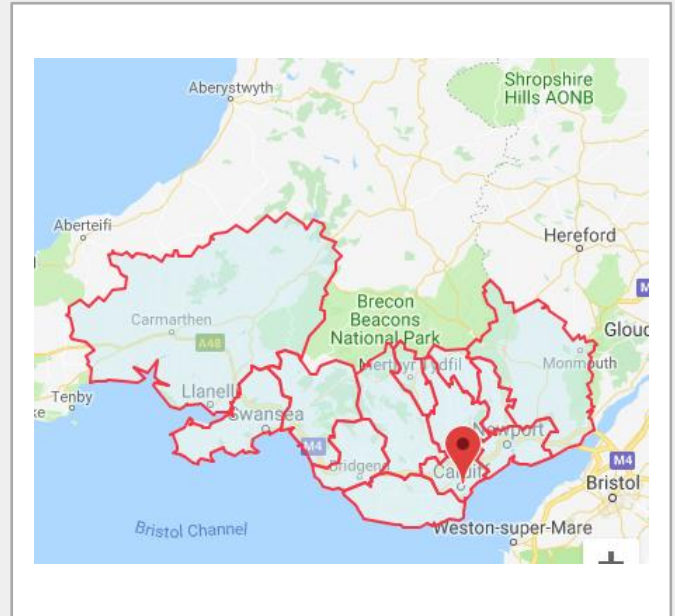 Aberystwyth
Shropshire
Hills AONB
Aberteifi
Hereford
M
Brecon
Beacons
National Park
Carmarthen
A48
Glouc
Merthyr Tydfil
Monmouth
Tenby
Llanelli
ke
Swansea
Newport
M4
Bridgend
M4
Cardiff
Bristol
Bristol Channel
Weston-super-Mare
+